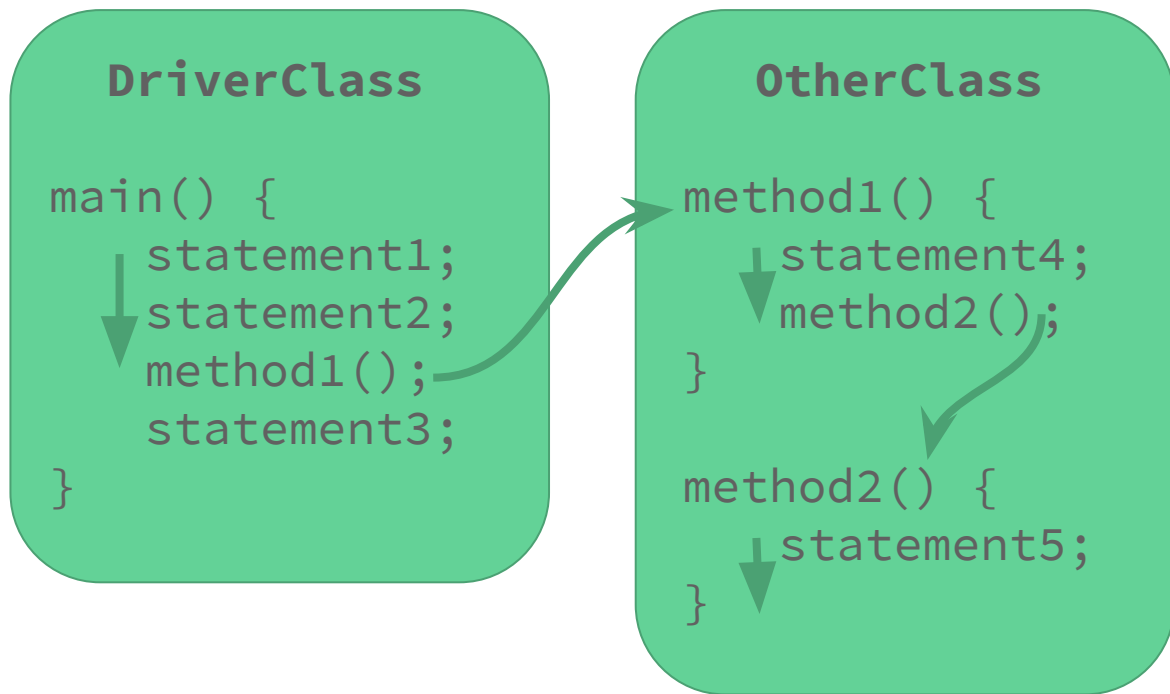 DriverClass
main() {
statement1;
statement2;
method1();
statement3;
}
OtherClass
method1() {
statement4;
method2();
}
method2() {
statement5;
}